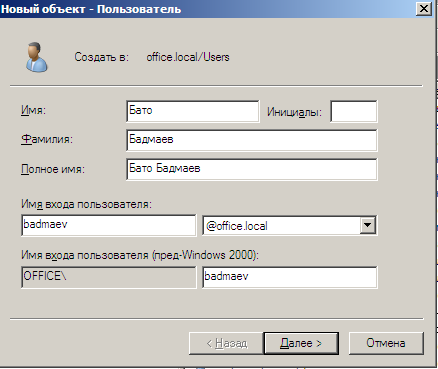 Новый объект - Пользователь
Создать в: office.local/Users
Имя: Бато Инициалы:
Фамилия: Бадмаев
Полное имя: Бато Бадмаев
Имя входа пользователя:
badmaev @office.local
Имя входа пользователя (пред-Windows 2000):
OFFICE\ badmaev
< Назад Далее > Отмена